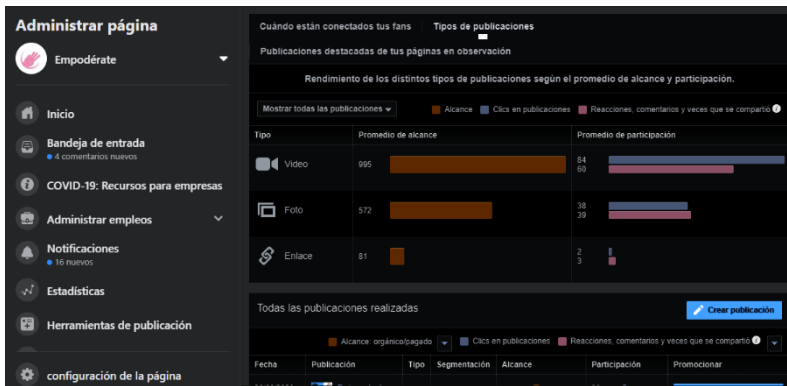 Administrar página
Empodérate
Inicio
Bandeja de entrada
4 comentarios nuevos
COVID-19: Recursos para empresas
Administrar empleos
Notificaciones
16 nuevos
Estadísticas
Herramientas de publicación
configuración de la página
Cuándo están conectados tus fans Tipos de publicaciones
Publicaciones destacadas de tus páginas en observación
Rendimiento de los distintos tipos de publicaciones según el promedio de alcance y participación.
Mostrar todas las publicaciones Alcance Clics en publicaciones Reacciones, comentarios y veces que se compartió
Tipo Promedio de alcance Promedio de participación
Video 995 84
60
Foto 572 38
39
Enlace 81 2
3
Todas las publicaciones realizadas Crear publicación
Alcance: orgánico/pagado Clics en publicaciones Reacciones, comentarios y veces que se compartió
Fecha Publicación Tipo Segmentación Alcance Participación Promocionar